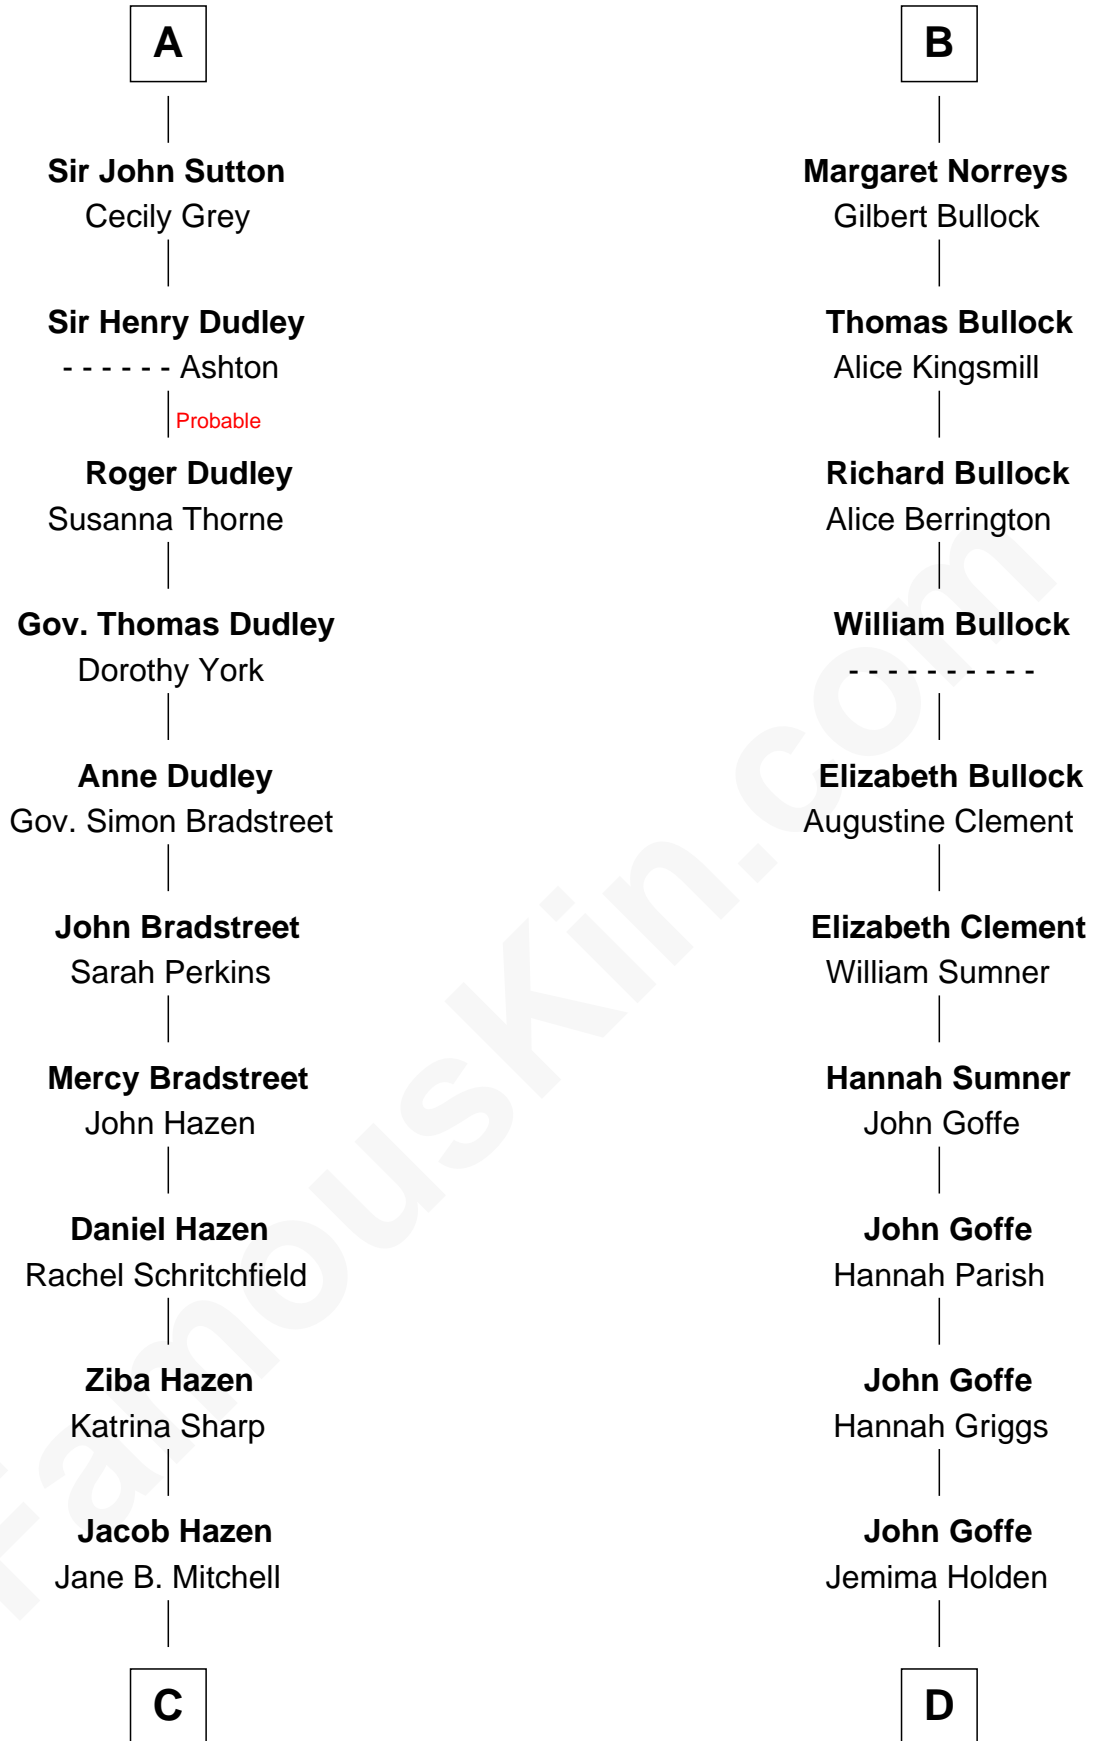 A
Sir John Sutton
Cecily Grey
Sir Henry Dudley
- - - - - - Ashton
Probable
Roger Dudley
Susanna Thorne
Gov. Thomas Dudley
Dorothy York
Anne Dudley
Gov. Simon Bradstreet
John Bradstreet
Sarah Perkins
Mercy Bradstreet
John Hazen
Daniel Hazen
Rachel Schritchfield
Ziba Hazen
Katrina Sharp
Jacob Hazen
Jane B. Mitchell
C
B
Margaret Norreys
Gilbert Bullock
Thomas Bullock
Alice Kingsmill
Richard Bullock
Alice Berrington
William Bullock
- - - - - - - - - -
Elizabeth Bullock
Augustine Clement
Elizabeth Clement
William Sumner
Hannah Sumner
John Goffe
John Goffe
Hannah Parish
John Goffe
Hannah Griggs
John Goffe
Jemima Holden
D
FamousKin.com